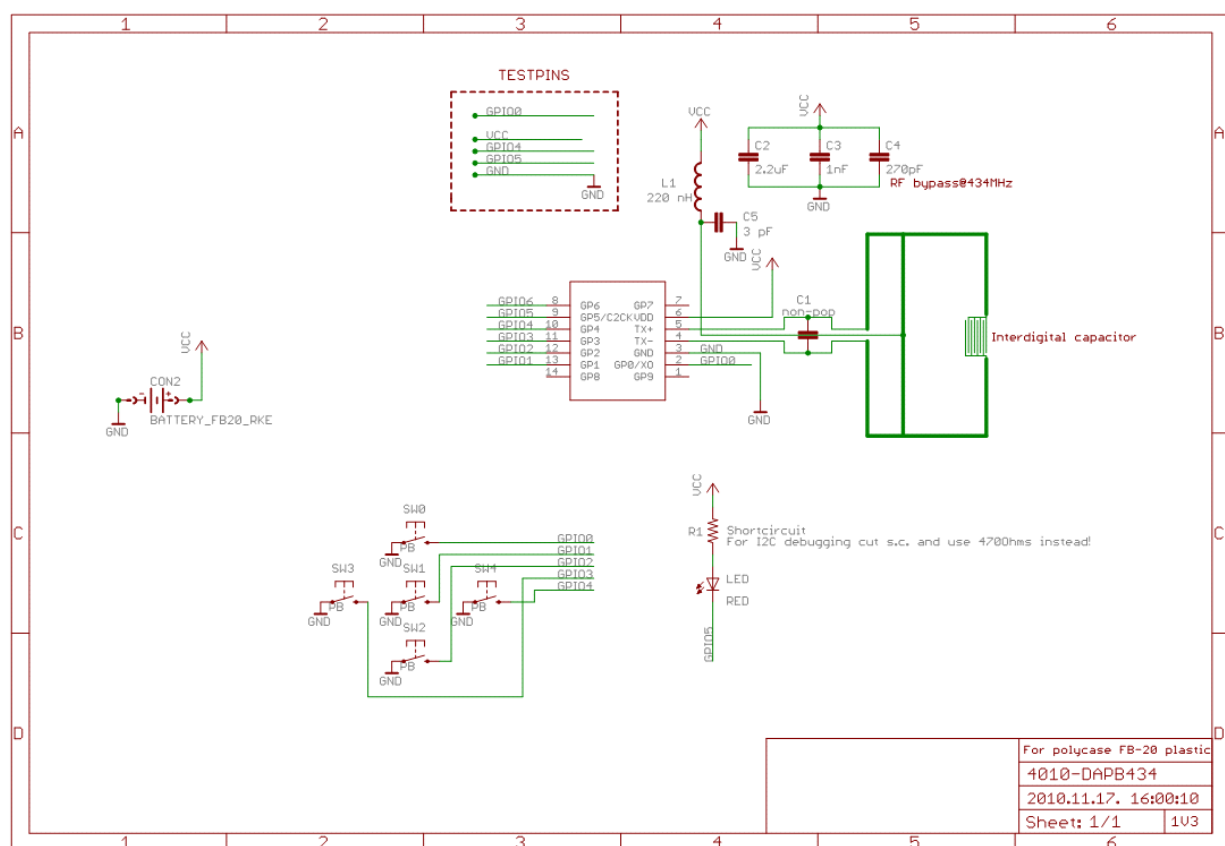 1 2 3 4 5 6
A A
TESTPINS
GPIO0
VCC
GPIO4
GPIO5
GND
GND
VCC
L1
220 nH
C5
3 pF
GND
VCC
C2
2.2uF
C3
1nF
C4
270pF
RF bypass@434MHz
GND
VCC
B B
GPIO6 8 GP6 GP7 7
GPIO5 9 GP5/C2CK VDD 6
GPIO4 10 GP4 TX+ 5
GPIO3 11 GP3 TX- 4
GPIO2 12 GP2 GND 3 GND
GPIO1 13 GP1 GP0/XO 2 GPIO0
14 GP8 GP9 1
GND
C1
non-pop
Interdigital capacitor
VCC
CON2
- +
BATTERY_FB20_RKE
GND
C C
SW0
PB
GND
GPIO0
GPIO1
GPIO2
GPIO3
GPIO4
SW3
PB
GND
SW1
PB
GND
SW4
PB
GND
SW2
PB
GND
VCC
R1
Shortcircuit
For I2C debugging cut s.c. and use 470Ohms instead!
LED
RED
GPIO5
D D
For polycase FB-20 plastic
4010-DAPB434
2010.11.17. 16:00:10
Sheet: 1/1 1V3
1 2 3 4 5 6